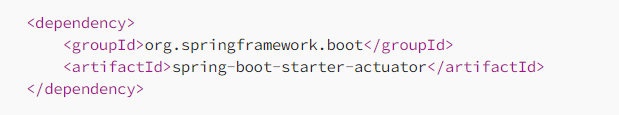 <dependency>
    <groupId>org.springframework.boot</groupId>
    <artifactId>spring-boot-starter-actuator</artifactId>
</dependency>